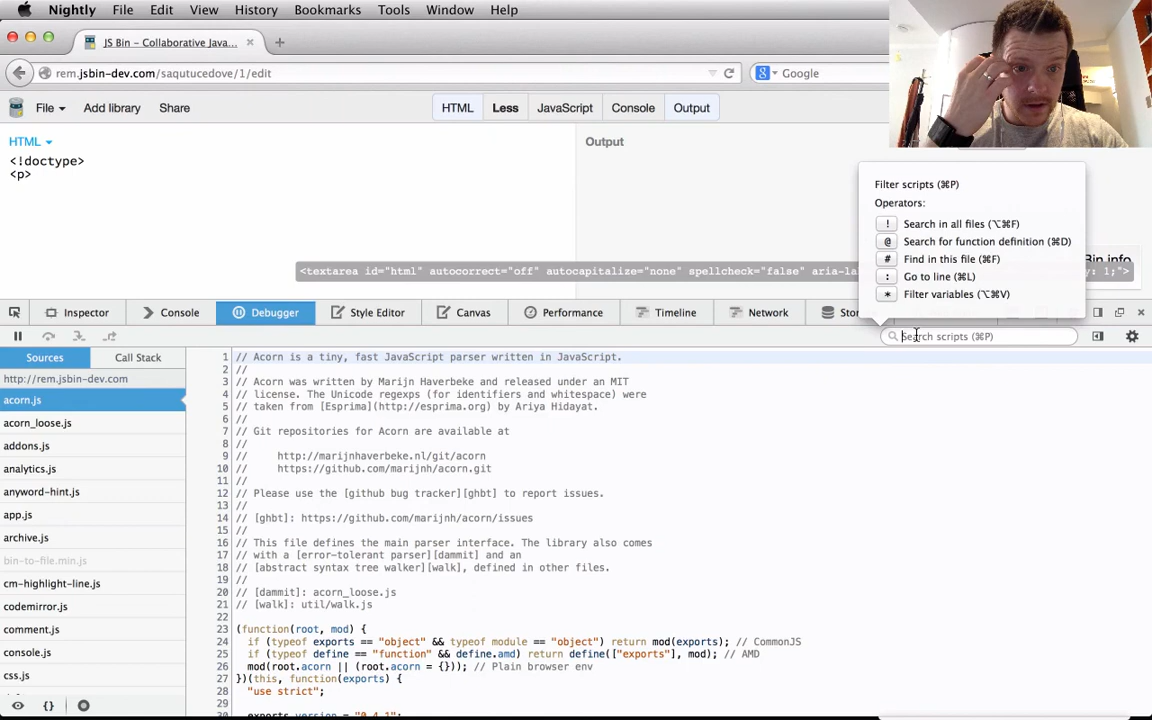 Nightly File Edit View History Bookmarks Tools Window Help
JS Bin – Collaborative Java...
rem.jsbin-dev.com/saqutucedove/1/edit
Google
File Add library Share HTML Less JavaScript Console Output
HTML
Output
<!doctype>
<p>
Filter scripts (⌘P)
Operators:
! Search in all files (⌥⌘F)
@ Search for function definition (⌘D)
# Find in this file (⌘F)
: Go to line (⌘L)
* Filter variables (⌥⌘V)
Bin info
<textarea id="html" autocorrect="off" autocapitalize="none" spellcheck="false" 1;">
Inspector Console Debugger Style Editor Canvas Performance Timeline Network
Search scripts (⌘P)
Sources Call Stack
http://rem.jsbin-dev.com
acorn.js
acorn_loose.js
addons.js
analytics.js
anyword-hint.js
app.js
archive.js
bin-to-file.min.js
cm-highlight-line.js
codemirror.js
comment.js
console.js
css.js
1 // Acorn is a tiny, fast JavaScript parser written in JavaScript.
2 //
3 // Acorn was written by Marijn Haverbeke and released under an MIT
4 // license. The Unicode regexps (for identifiers and whitespace) were
5 // taken from [Esprima](http://esprima.org) by Ariya Hidayat.
6 //
7 // Git repositories for Acorn are available at
8 //
9 // http://marijnhaverbeke.nl/git/acorn
10 // https://github.com/marijnh/acorn.git
11 //
12 // Please use the [github bug tracker][ghbt] to report issues.
13 //
14 // [ghbt]: https://github.com/marijnh/acorn/issues
15 //
16 // This file defines the main parser interface. The library also comes
17 // with a [error-tolerant parser][dammit] and an
18 // [abstract syntax tree walker][walk], defined in other files.
19 //
20 // [dammit]: acorn_loose.js
21 // [walk]: util/walk.js
22
23 (function(root, mod) {
24 if (typeof exports == "object" && typeof module == "object") return mod(exports); // CommonJS
25 if (typeof define == "function" && define.amd) return define(["exports"], mod); // AMD
26 mod(root.acorn || (root.acorn = {})); // Plain browser env
27 })(this, function(exports) {
28 "use strict";
29
30 exports.version = "0.4.1";